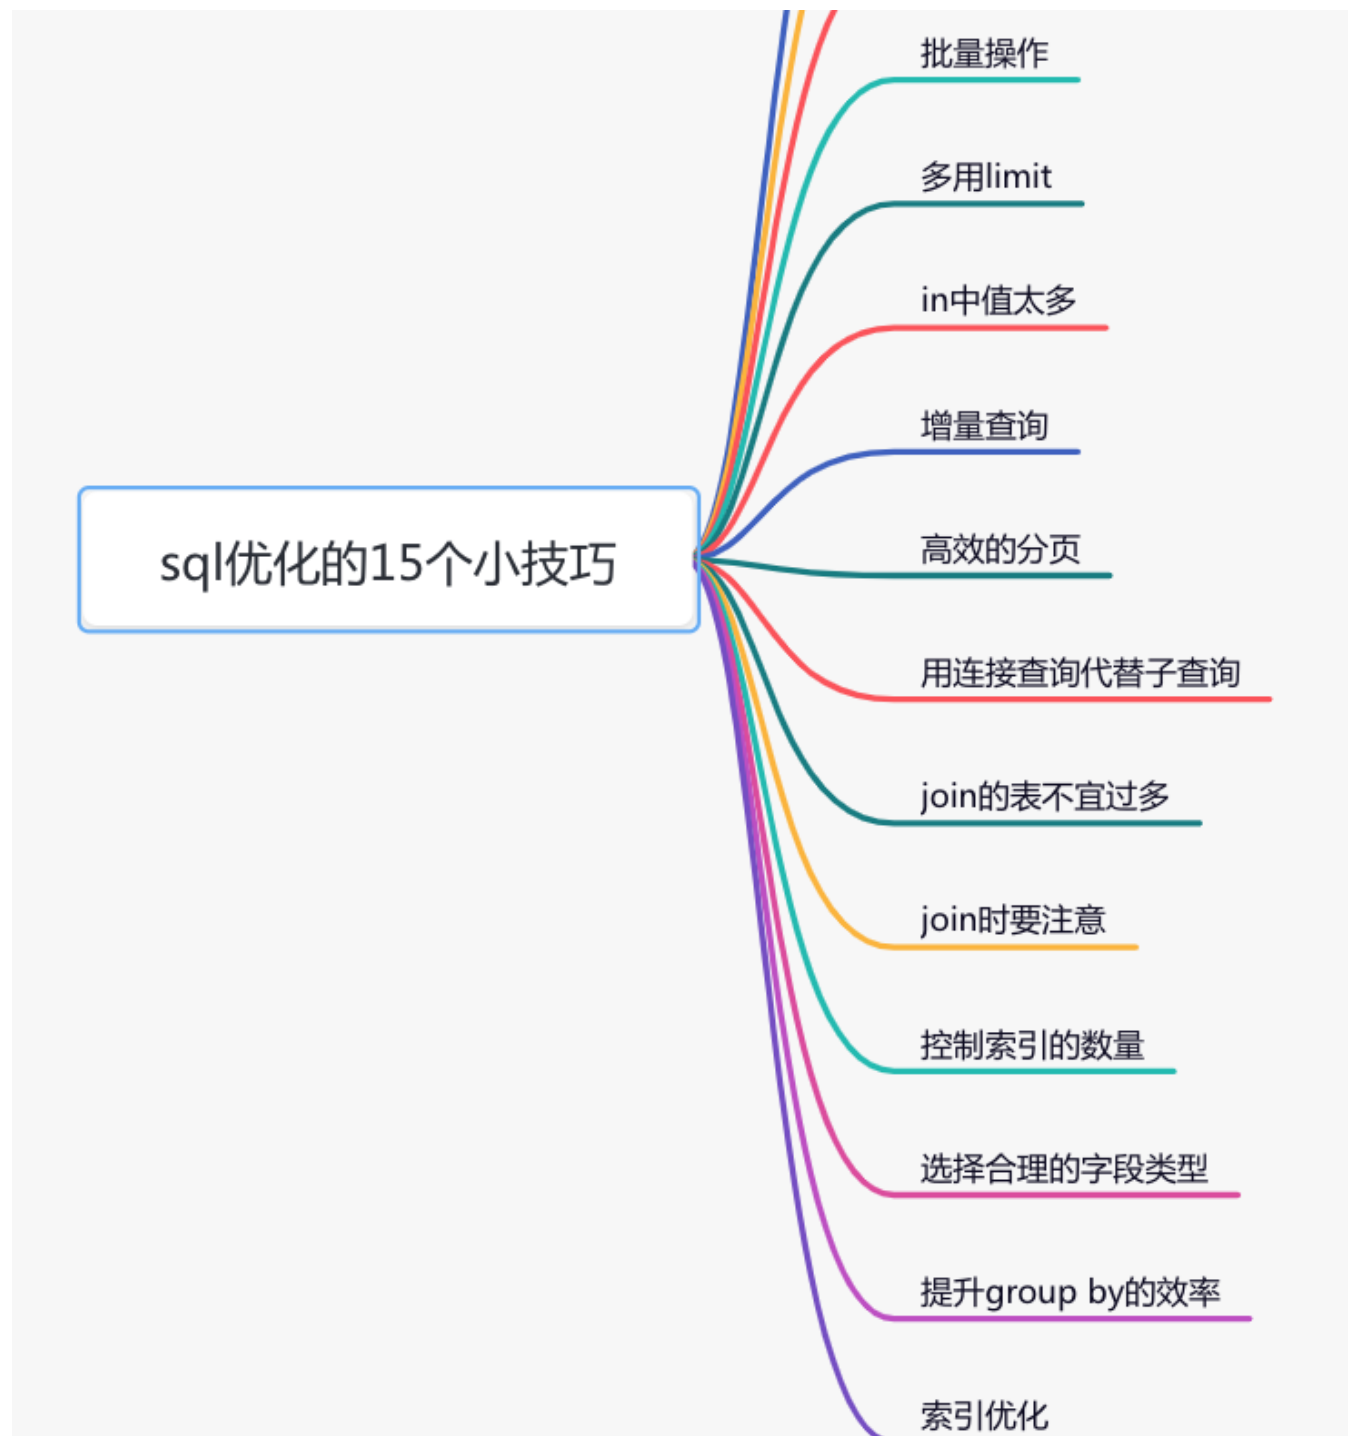 sql优化的15个小技巧
批量操作
多用limit
in中值太多
增量查询
高效的分页
用连接查询代替子查询
join的表不宜过多
join时要注意
控制索引的数量
选择合理的字段类型
提升group by的效率
索引优化